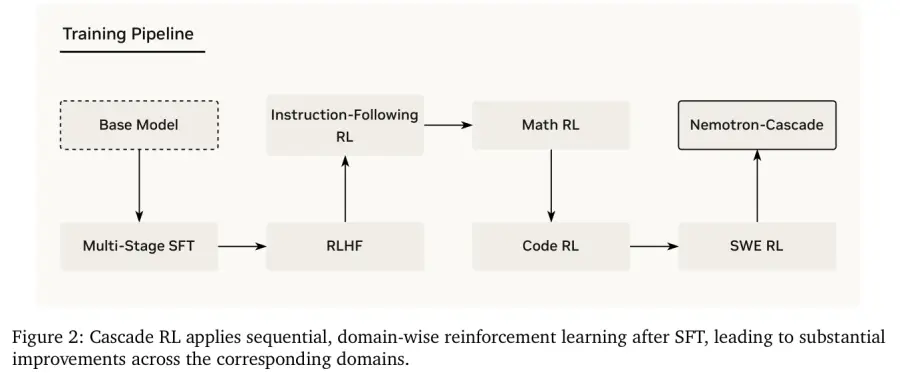 Training Pipeline
Base Model
Instruction-Following
RL
Math RL
Nemotron-Cascade
Multi-Stage SFT
RLHF
Code RL
SWE RL
Figure 2: Cascade RL applies sequential, domain-wise reinforcement learning after SFT, leading to substantial
improvements across the corresponding domains.